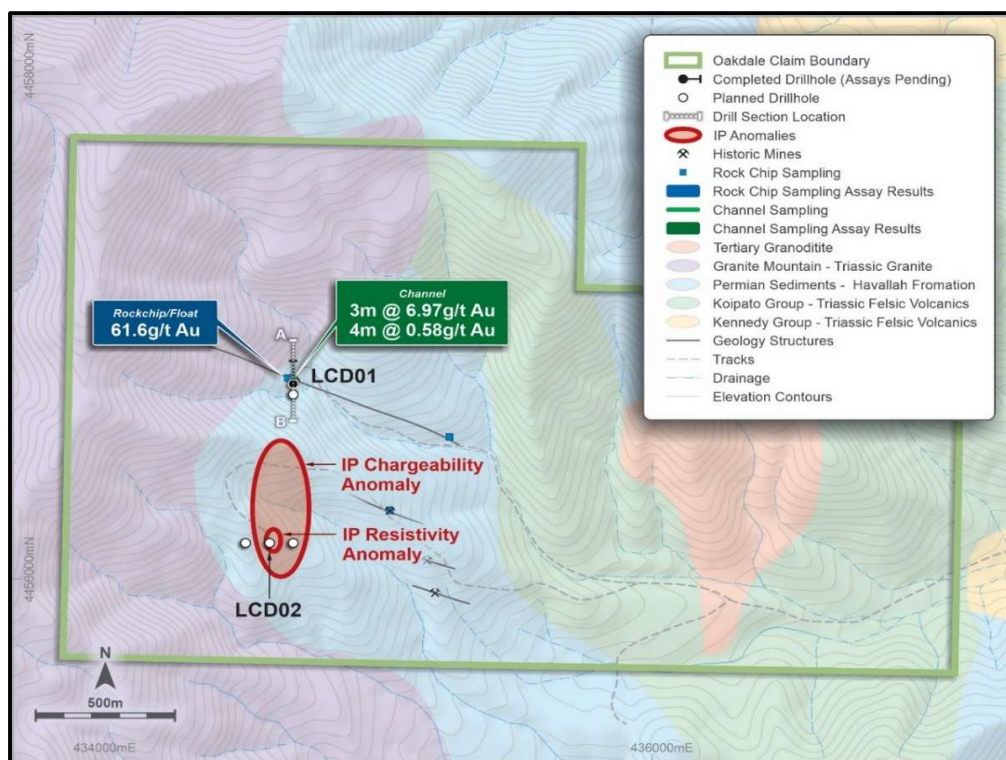 4458000mN
Oakdale Claim Boundary
Completed Drillhole (Assays Pending)
Planned Drillhole
Drill Section Location
IP Anomalies
Historic Mines
Rock Chip Sampling
Rock Chip Sampling Assay Results
Channel Sampling
Channel Sampling Assay Results
Tertiary Granoditite
Granite Mountain - Triassic Granite
Permian Sediments - Havallah Fromation
Koipato Group - Triassic Felsic Volcanics
Kennedy Group - Triassic Felsic Volcanics
Geology Structures
Tracks
Drainage
Elevation Contours
Rockchip/Float
61.6g/t Au
Channel
3m @ 6.97g/t Au
4m @ 0.58g/t Au
A
LCD01
B
IP Chargeability
Anomaly
IP Resistivity
Anomaly
LCD02
4456000mN
N
500m
434000mE
436000mE